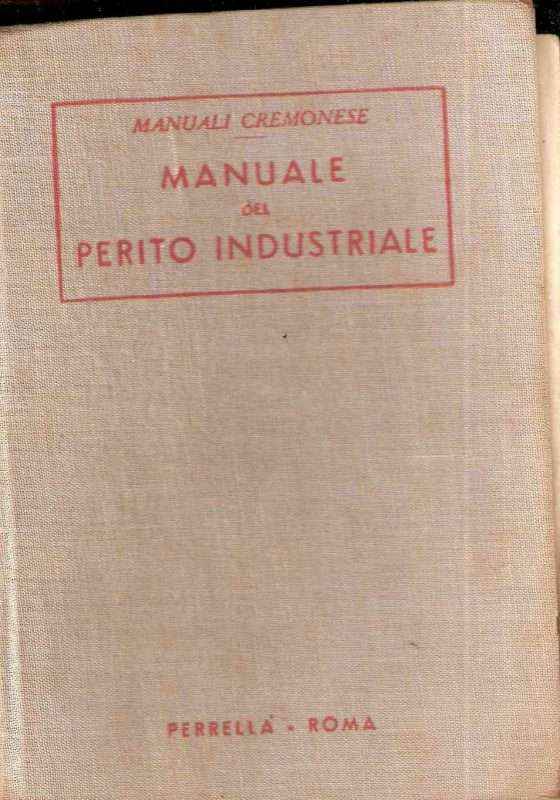 MANUALI CREMONESE
MANUALE
DEL
PERITO INDUSTRIALE
PERRELLA - ROMA